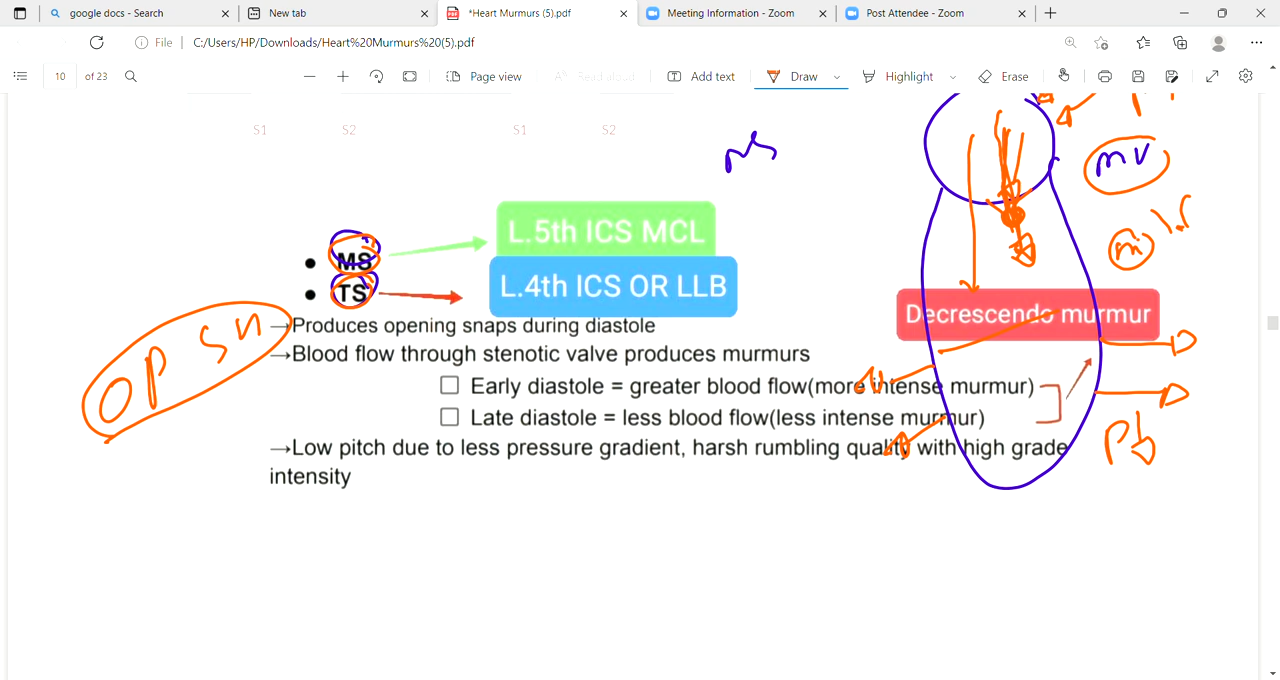 google docs - Search
New tab
*Heart Murmurs (5).pdf
Meeting Information - Zoom
Post Attendee - Zoom
File
C:/Users/HP/Downloads/Heart%20Murmurs%20(5).pdf
10 of 23
Page view
Read aloud
Add text
Draw
Highlight
Erase
S1 S2 S1 S2
MS
mv
L.5th ICS MCL
• MS
L.4th ICS OR LLB
• TS
Decrescendo murmur
OP SN
→Produces opening snaps during diastole
→Blood flow through stenotic valve produces murmurs
☐ Early diastole = greater blood flow(more intense murmur)
☐ Late diastole = less blood flow(less intense murmur)
→Low pitch due to less pressure gradient, harsh rumbling quality with high grade
intensity